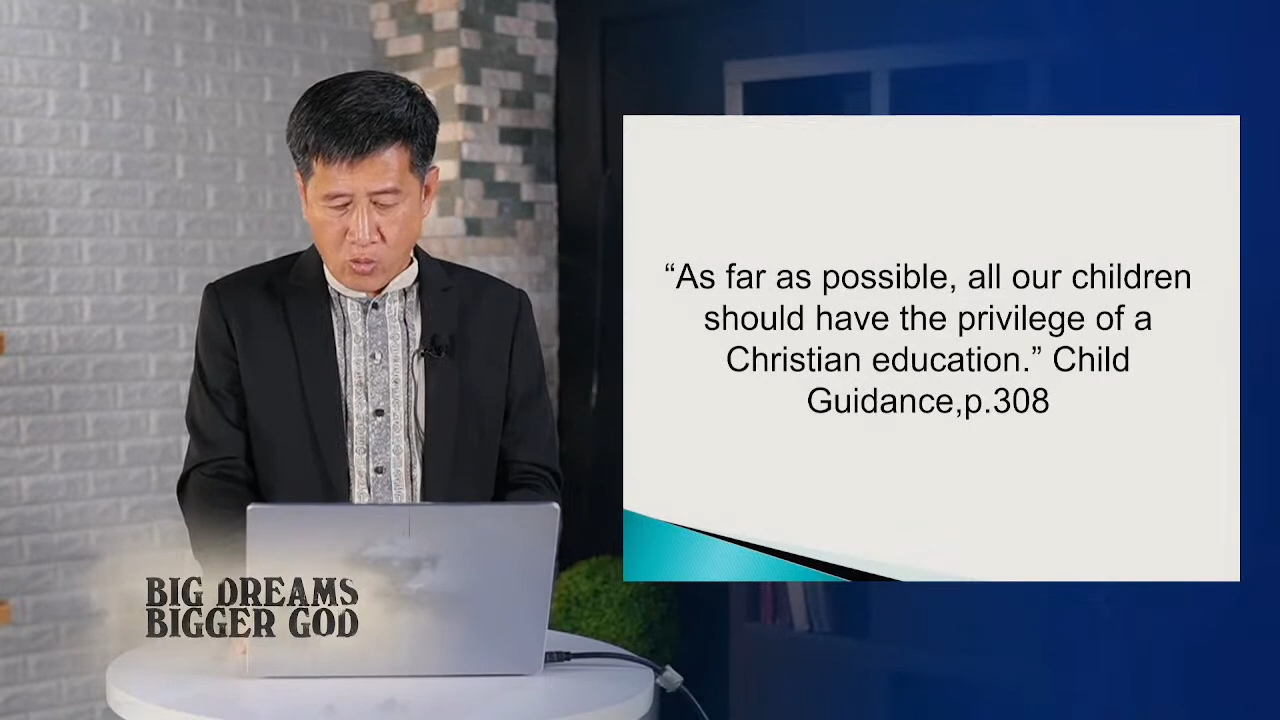 “As far as possible, all our children
should have the privilege of a
Christian education.” Child
Guidance,p.308
BIG DREAMS
BIGGER GOD